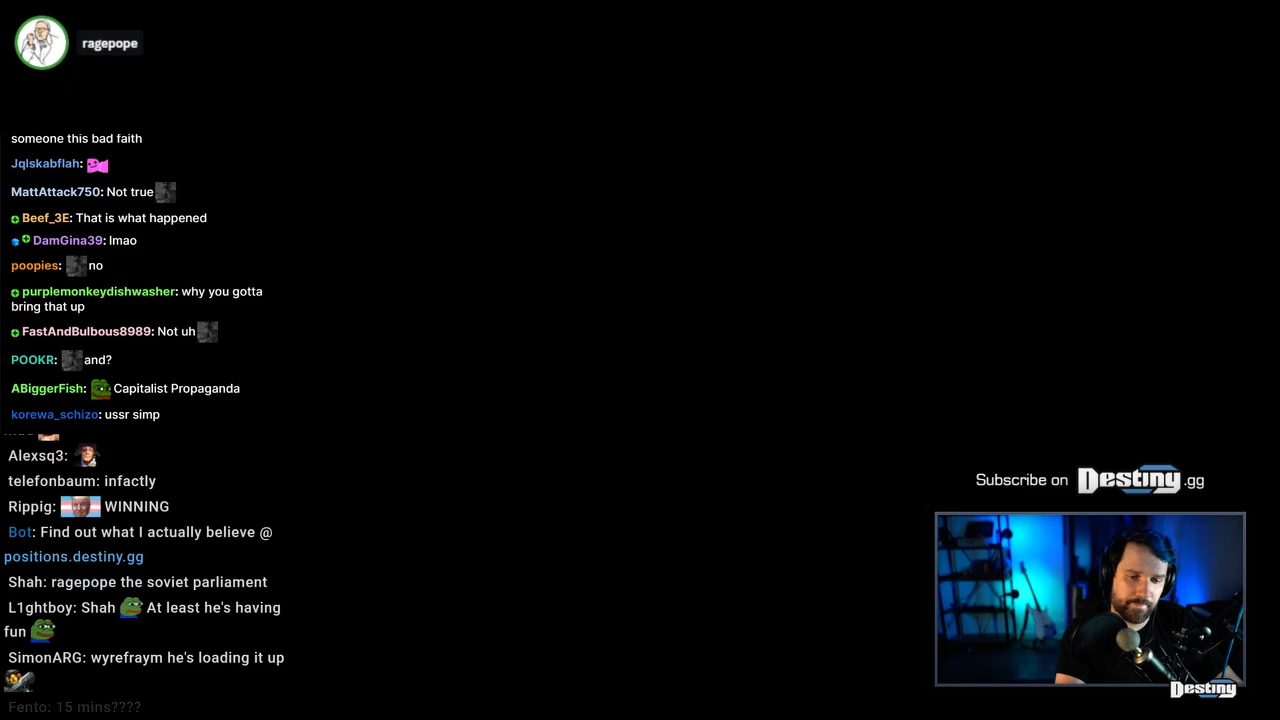 ragepope
someone this bad faith
Jqlskabflah:
MattAttack750: Not true
Beef_3E: That is what happened
DamGina39: lmao
poopies: no
purplemonkeydishwasher: why you gotta
bring that up
FastAndBulbous8989: Not uh
POOKR: and?
ABiggerFish: Capitalist Propaganda
korewa_schizo: ussr simp
Alexsq3:
telefonbaum: infactly
Rippig: WINNING
Bot: Find out what I actually believe @
positions.destiny.gg
Shah: ragepope the soviet parliament
L1ghtboy: Shah At least he's having
fun
SimonARG: wyrefraym he's loading it up
Fento: 15 mins????
Subscribe on Destiny.gg
Destiny